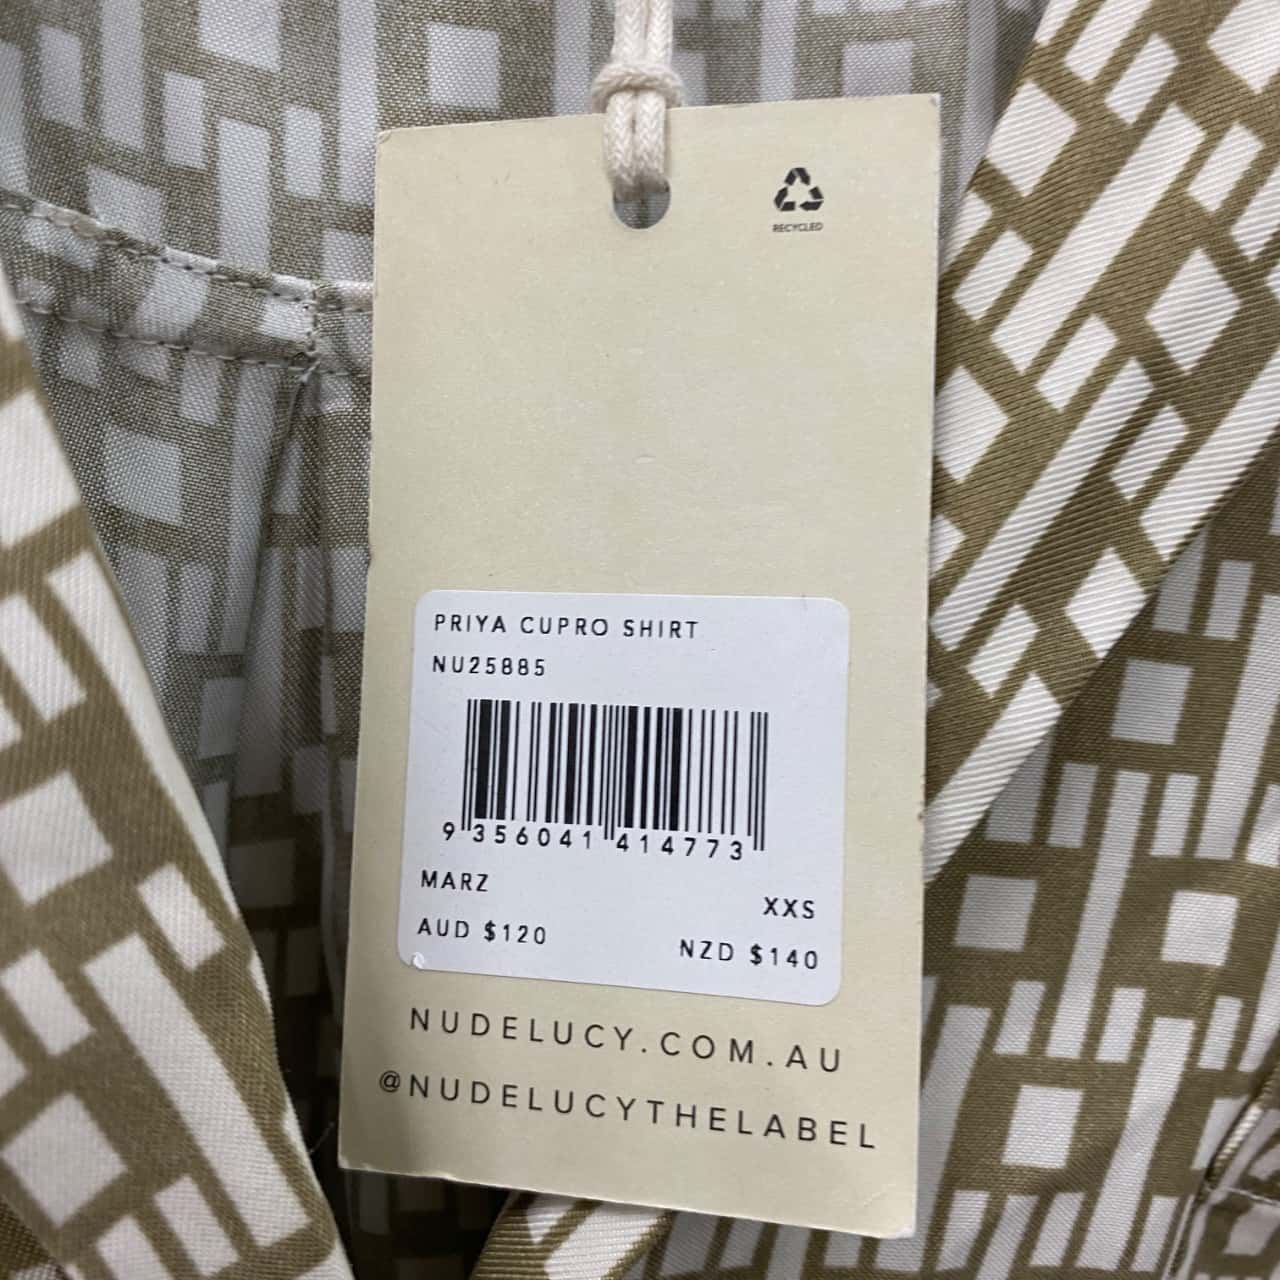 RECYCLED
PRIYA CUPRO SHIRT
NU25885
9 356041 414773
MARZ
XXS
AUD $120
NZD $140
NUDELUCY.COM.AU
@NUDELUCYTHELABEL